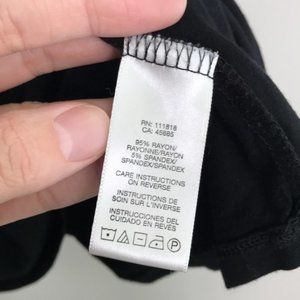 RN: 111818
CA: 45885
95% RAYON/
RAYONNE/RAYON
5% SPANDEX/
SPANDEX/SPANDEX
CARE INSTRUCTIONS
ON REVERSE
INSTRUCTIONS DE
SOIN SUR L'INVERSE
INSTRUCCIONES DEL
CUIDADO EN REVES
P